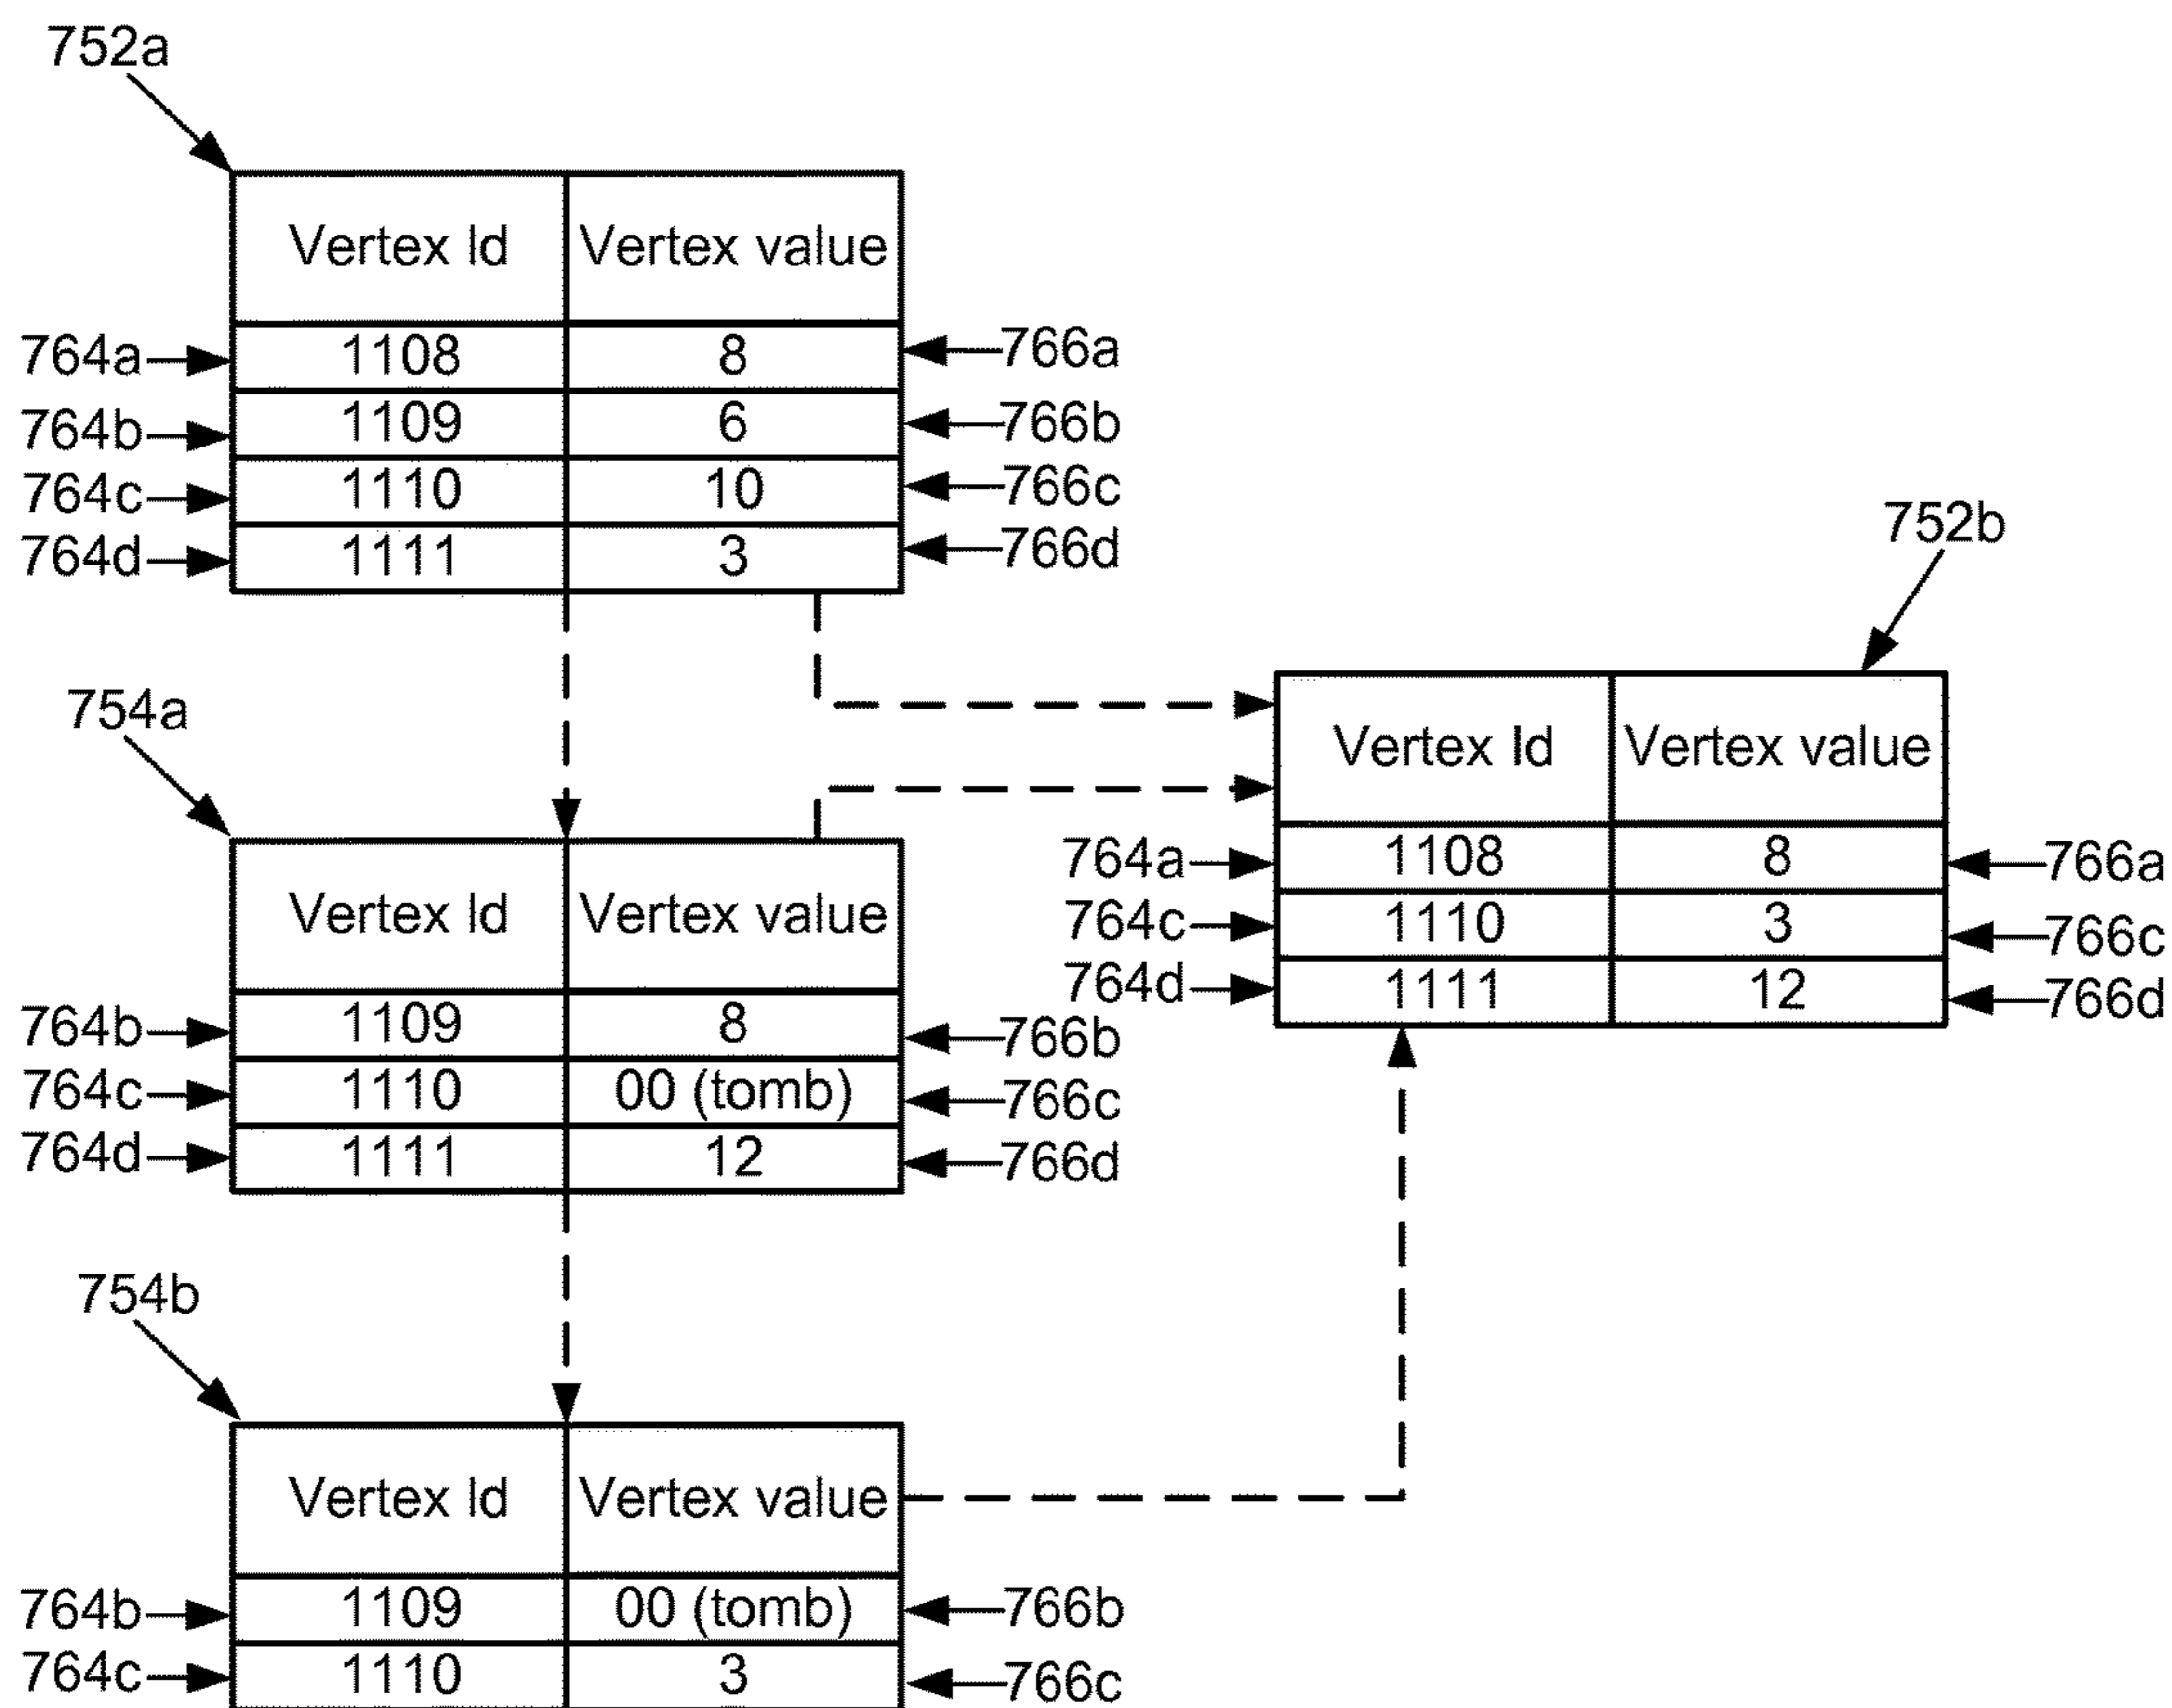 752a
Vertex Id Vertex value
764a 1108 8 766a
764b 1109 6 766b
764c 1110 10 766c
764d 1111 3 766d
752b
Vertex Id Vertex value
764a 1108 8 766a
764c 1110 3 766c
764d 1111 12 766d
754a
Vertex Id Vertex value
764b 1109 8 766b
764c 1110 00 (tomb) 766c
764d 1111 12 766d
754b
Vertex Id Vertex value
764b 1109 00 (tomb) 766b
764c 1110 3 766c